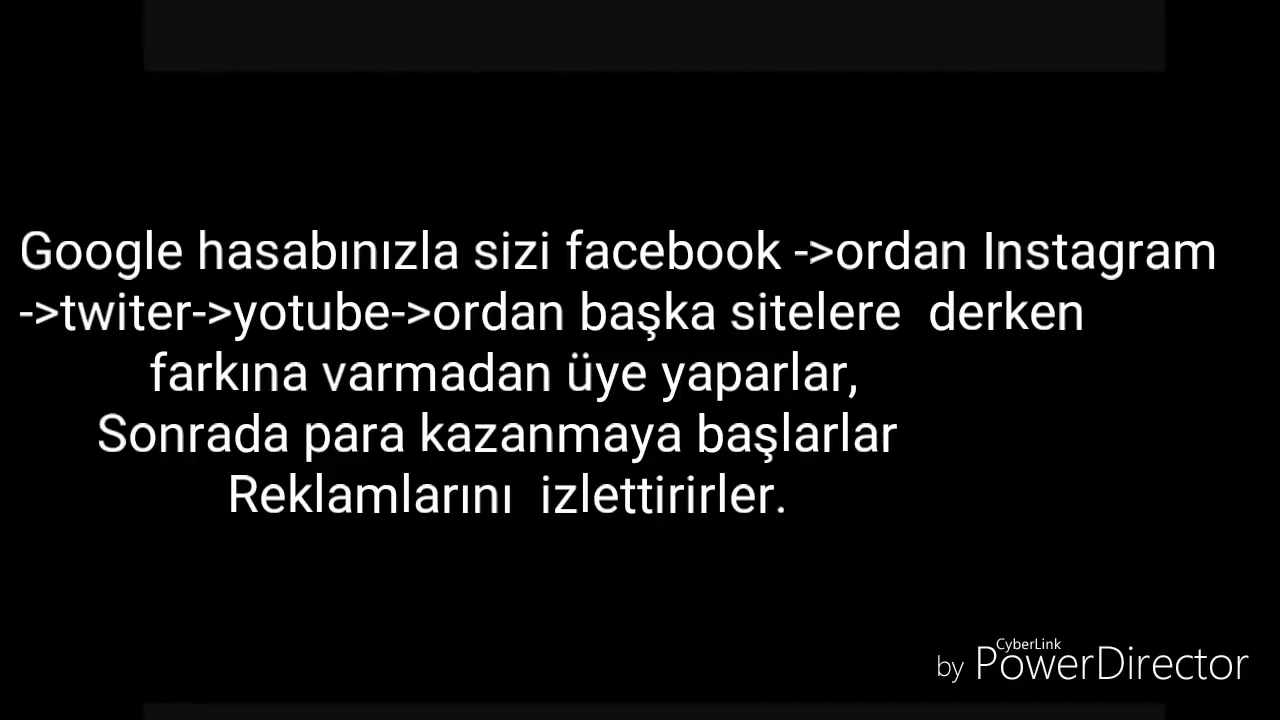 Google hasabınızla sizi facebook ->ordan Instagram
->twiter->yotube->ordan başka sitelere  derken
farkına varmadan üye yaparlar,
Sonrada para kazanmaya başlarlar
Reklamlarını  izlettirirler.
CyberLink
by PowerDirector